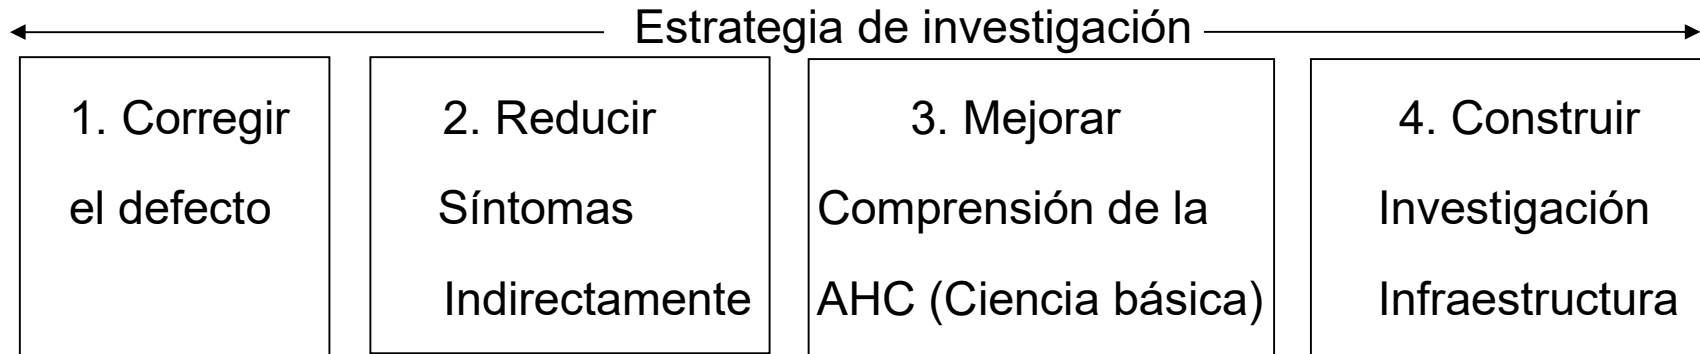 Estrategia de investigación
1. Corregir
el defecto
2. Reducir
Síntomas
Indirectamente
3. Mejorar
Comprensión de la
AHC (Ciencia básica)
4. Construir
Investigación
Infraestructura